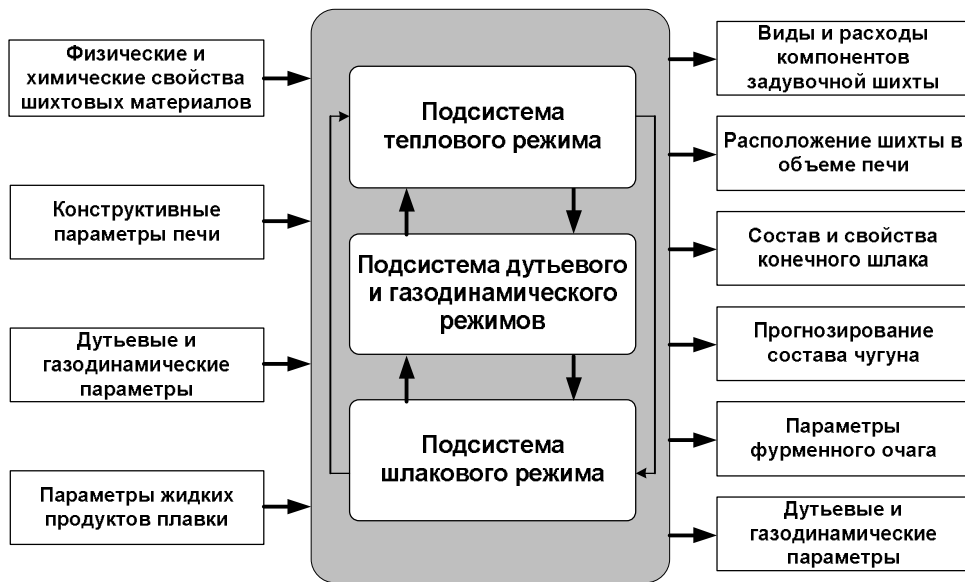 Физические и
химические свойства
шихтовых материалов
Конструктивные
параметры печи
Дутьевые и
газодинамические
параметры
Параметры жидких
продуктов плавки
Подсистема
теплового режима
Подсистема дутьевого
и газодинамического
режимов
Подсистема
шлакового режима
Виды и расходы
компонентов
задувочной шихты
Расположение шихты в
объеме печи
Состав и свойства
конечного шлака
Прогнозирование
состава чугуна
Параметры
фурменного очага
Дутьевые и
газодинамические
параметры